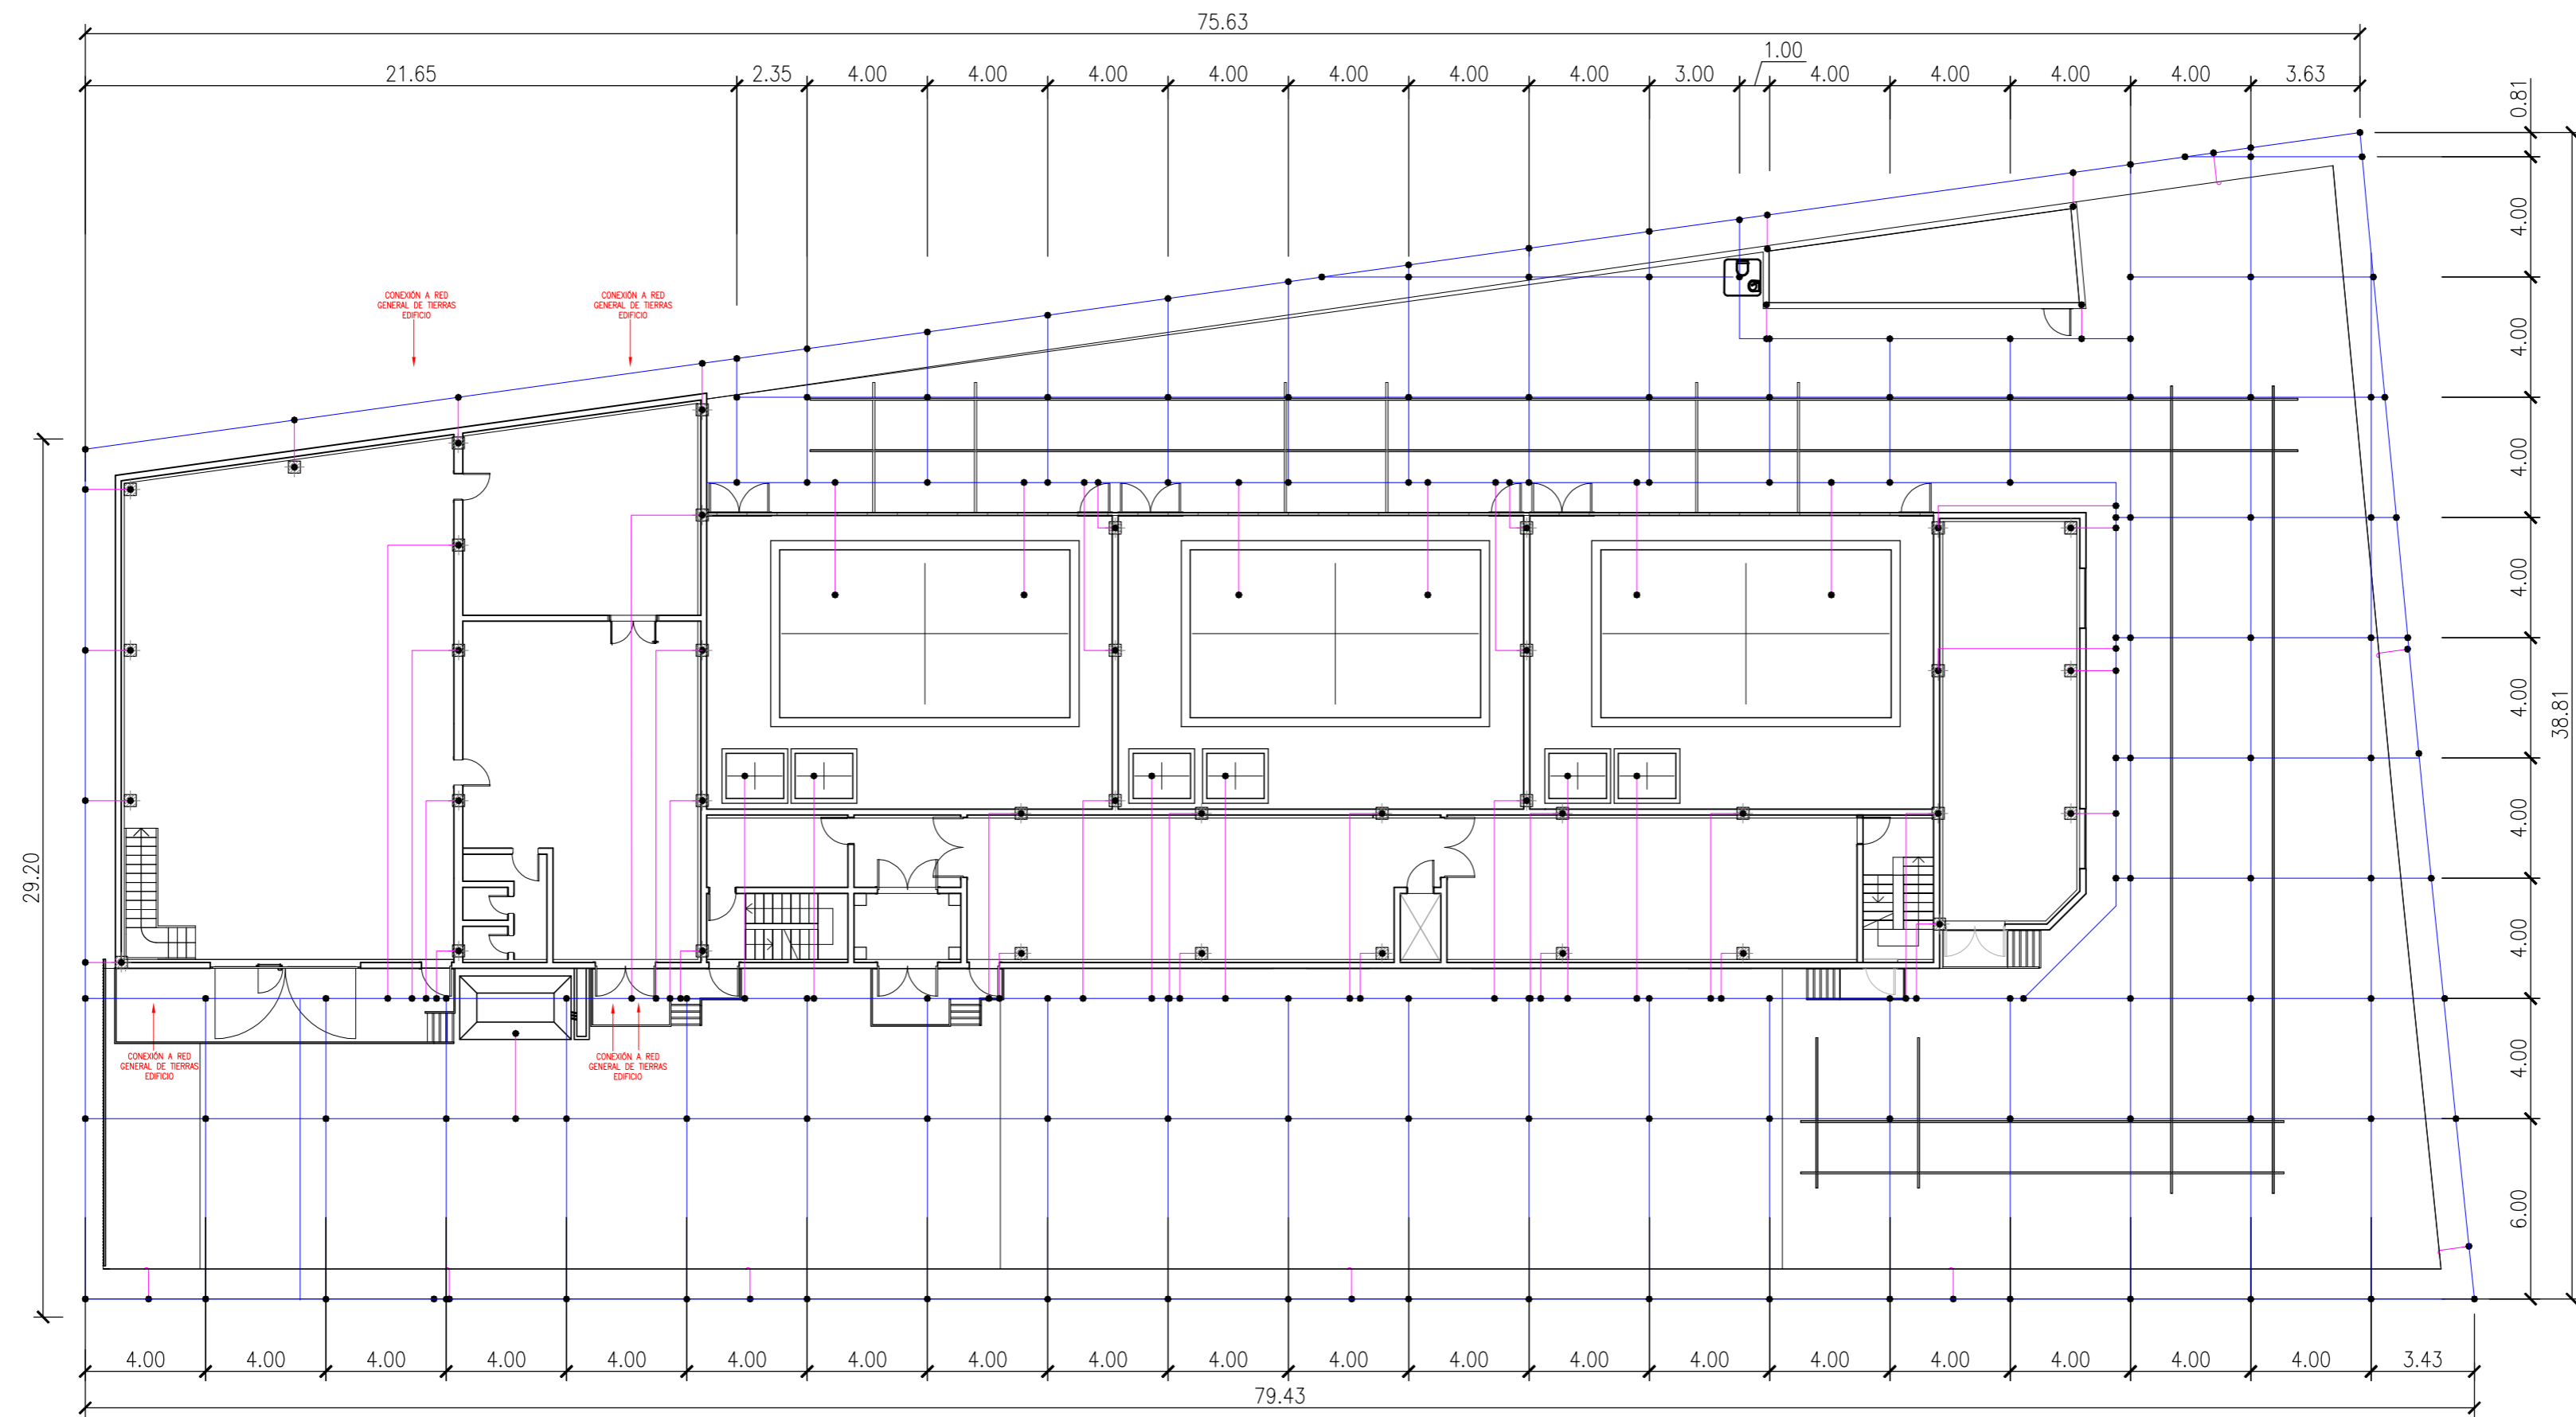 75.63
1.00
21.65 2.35 4.00 4.00 4.00 4.00 4.00 4.00 4.00 3.00 4.00 4.00 4.00 4.00 3.63
0.81
4.00
CONEXIÓN A RED
GENERAL DE TIERRAS
EDIFICIO
CONEXIÓN A RED
GENERAL DE TIERRAS
EDIFICIO
4.00
4.00
4.00
4.00
38.81
4.00
29.20
4.00
4.00
CONEXIÓN A RED
GENERAL DE TIERRAS
EDIFICIO
CONEXIÓN A RED
GENERAL DE TIERRAS
EDIFICIO
6.00
4.00 4.00 4.00 4.00 4.00 4.00 4.00 4.00 4.00 4.00 4.00 4.00 4.00 4.00 4.00 4.00 4.00 4.00 4.00 3.43
79.43